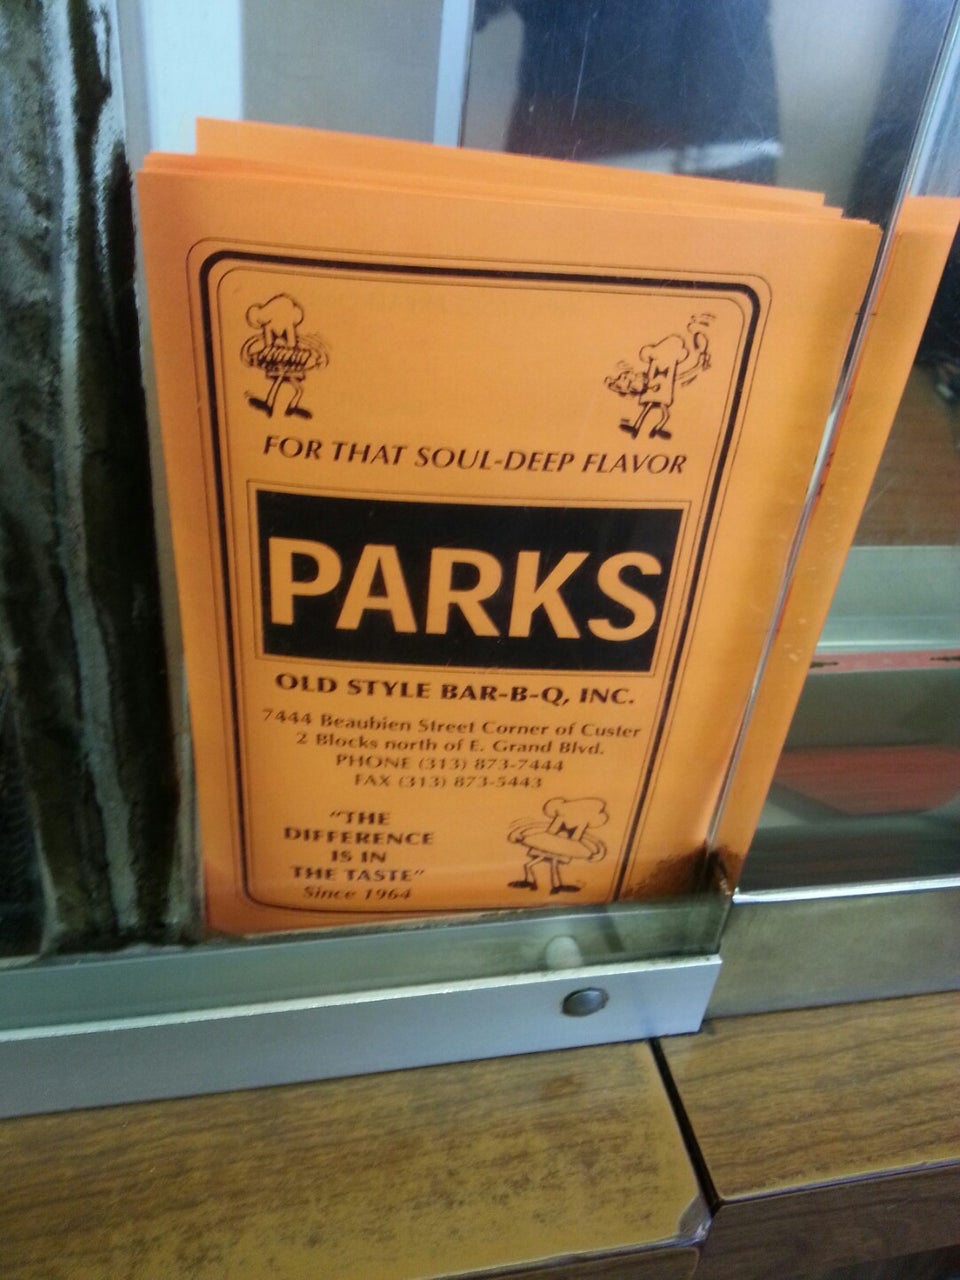 FOR THAT SOUL-DEEP FLAVOR
PARKS
OLD STYLE BAR-B-Q, INC.
7444 Beaubien Street Corner of Custer
2 Blocks north of E. Grand Blvd.
PHONE (313) 873-7444
FAX (313) 873-5443
"THE
DIFFERENCE
IS IN
THE TASTE"
Since 1964